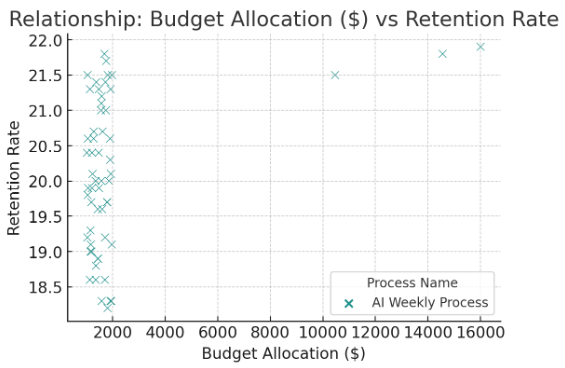 Relationship: Budget Allocation ($) vs Retention Rate
22.0
21.5
21.0
20.5
20.0
19.5
19.0
18.5
Retention Rate
Process Name
AI Weekly Process
2000 4000 6000 8000 10000 12000 14000 16000
Budget Allocation ($)